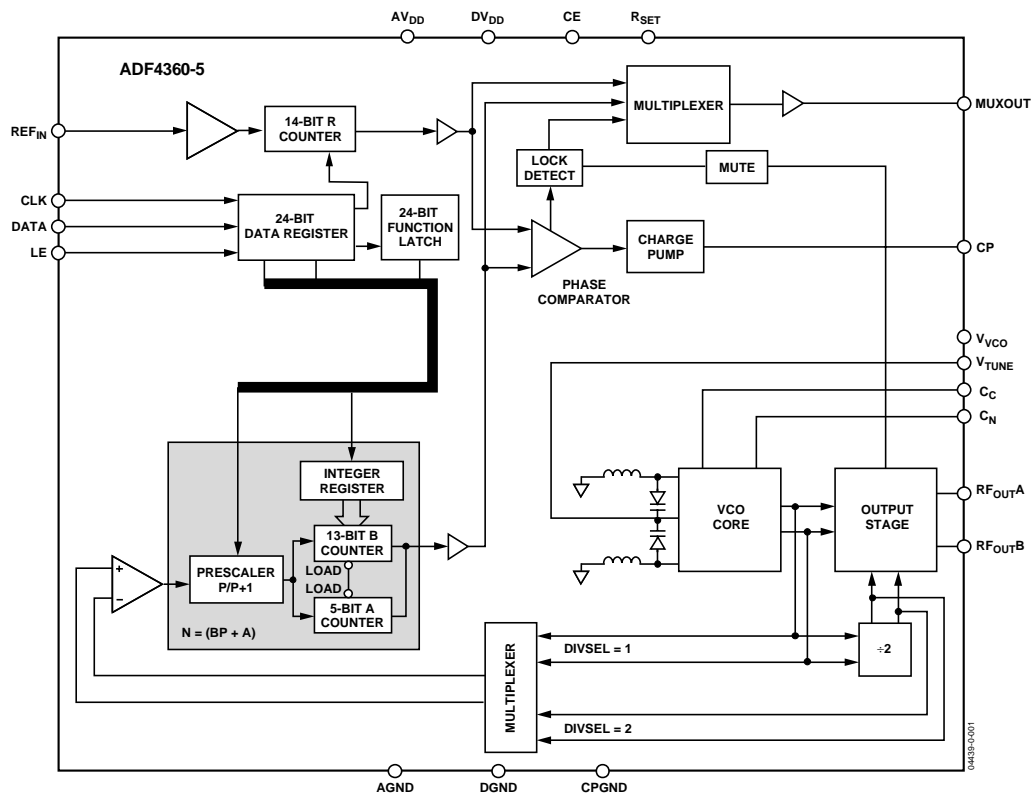 AVDD
DVDD
CE
RSET
ADF4360-5
REFIN
14-BIT R
COUNTER
MULTIPLEXER
MUXOUT
LOCK
DETECT
MUTE
CLK
DATA
LE
24-BIT
DATA REGISTER
24-BIT
FUNCTION
LATCH
CHARGE
PUMP
CP
PHASE
COMPARATOR
VVCO
VTUNE
CC
CN
INTEGER
REGISTER
VCO
CORE
OUTPUT
STAGE
RFOUTA
RFOUTB
13-BIT B
COUNTER
LOAD
LOAD
PRESCALER
P/P+1
+
−
5-BIT A
COUNTER
N = (BP + A)
MULTIPLEXER
DIVSEL = 1
÷2
DIVSEL = 2
04439-0-001
AGND
DGND
CPGND